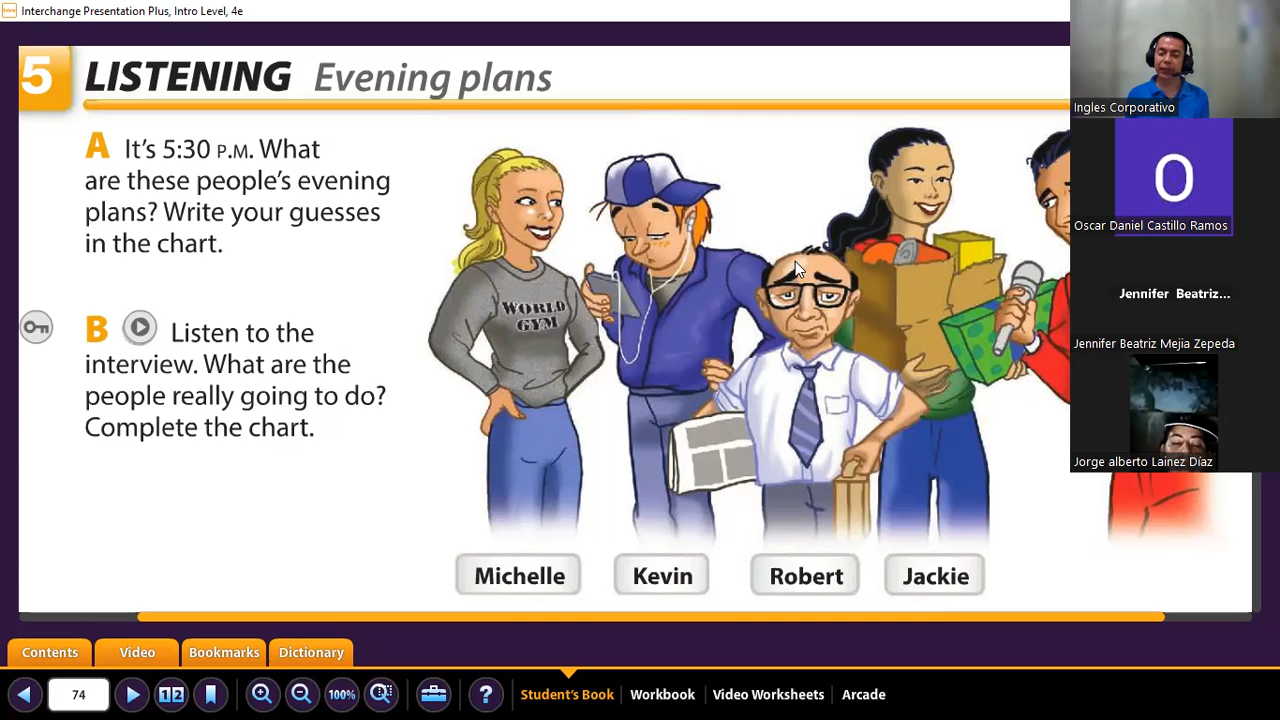 Interchange Presentation Plus, Intro Level, 4e
5 LISTENING Evening plans
A It's 5:30 P.M. What
are these people's evening
plans? Write your guesses
in the chart.
B Listen to the
interview. What are the
people really going to do?
Complete the chart.
WORLD
GYM
Michelle
Kevin
Robert
Jackie
Ingles Corporativo
O
Oscar Daniel Castillo Ramos
Jennifer Beatriz...
Jennifer Beatriz Mejia Zepeda
Jorge alberto Lainez Díaz
Contents
Video
Bookmarks
Dictionary
74
1 2
100%
?
Student's Book
Workbook
Video Worksheets
Arcade